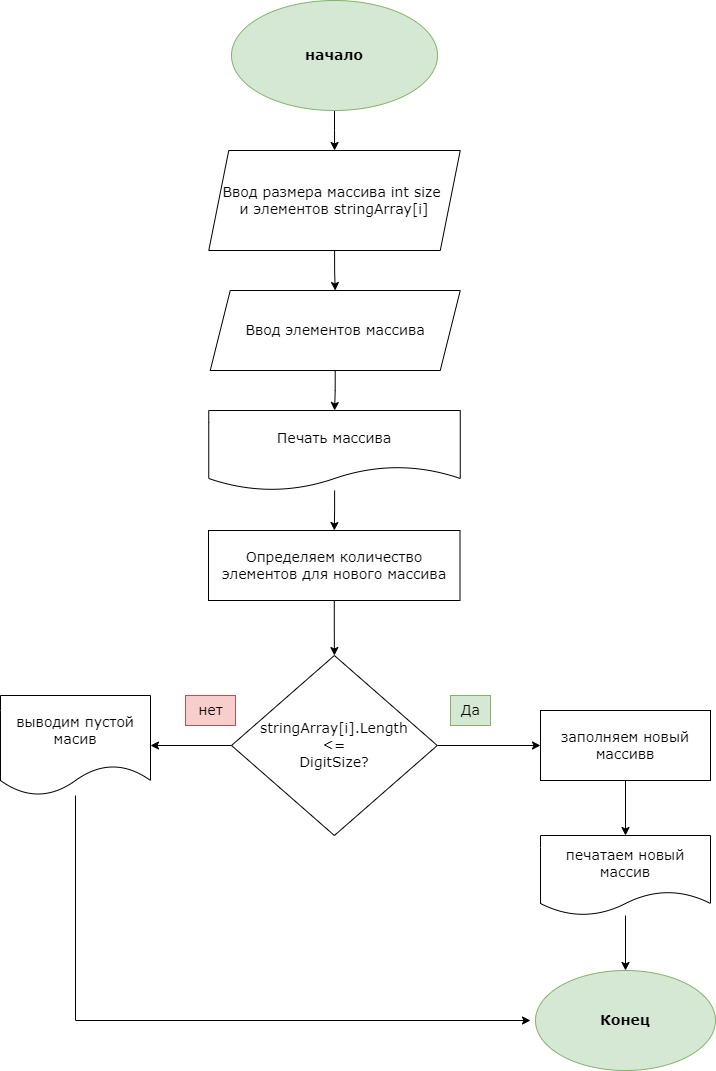 начало
Ввод размера массива int size
и элементов stringArray[i]
Ввод элементов массива
Печать массива
Определяем количество
элементов для нового массива
нет
Да
stringArray[i].Length
<=
DigitSize?
выводим пустой
масив
заполняем новый
массивв
печатаем новый
массив
Конец